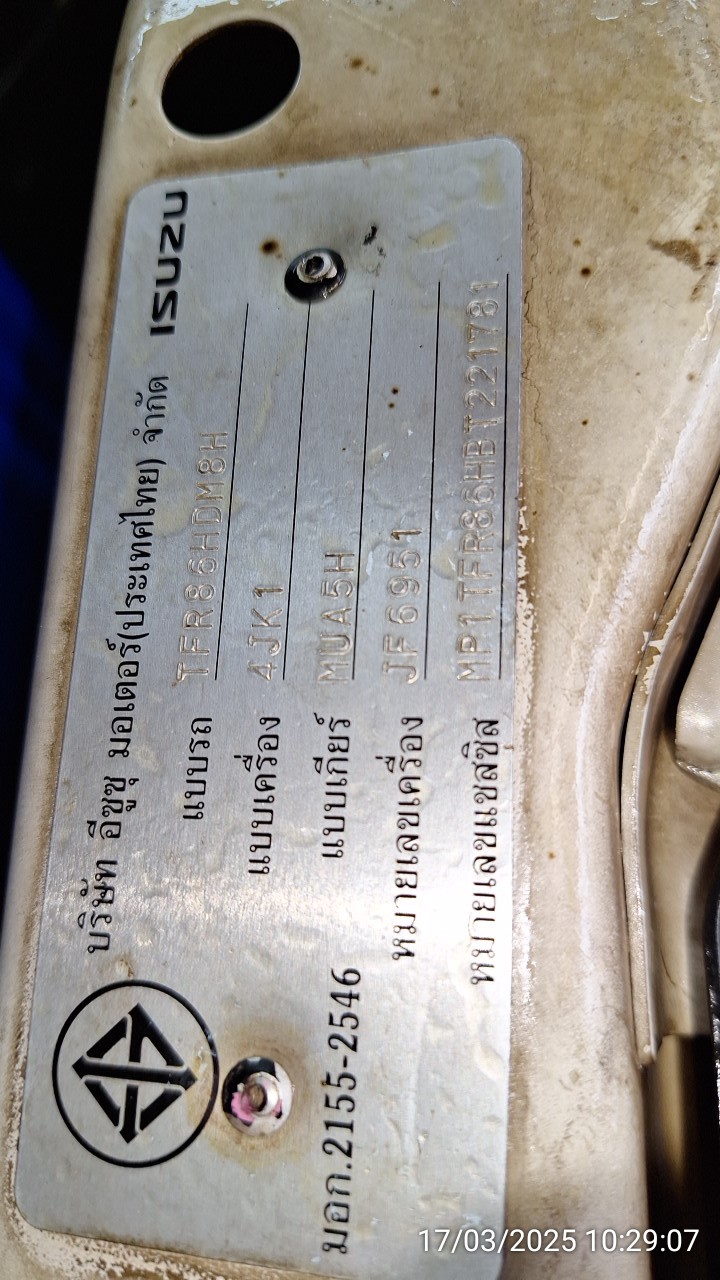 บริษัท อีซูซุ มอเตอร์(ประเทศไทย) จำกัด ISUZU
แบบรถ TFR86HDM8H
แบบเครื่อง 4JK1
แบบเกียร์ MUA5H
หมายเลขเครื่อง JF6951
หมายเลขแชสซิส MP1TFR86HBT221781
มอก.2155-2546
17/03/2025 10:29:07